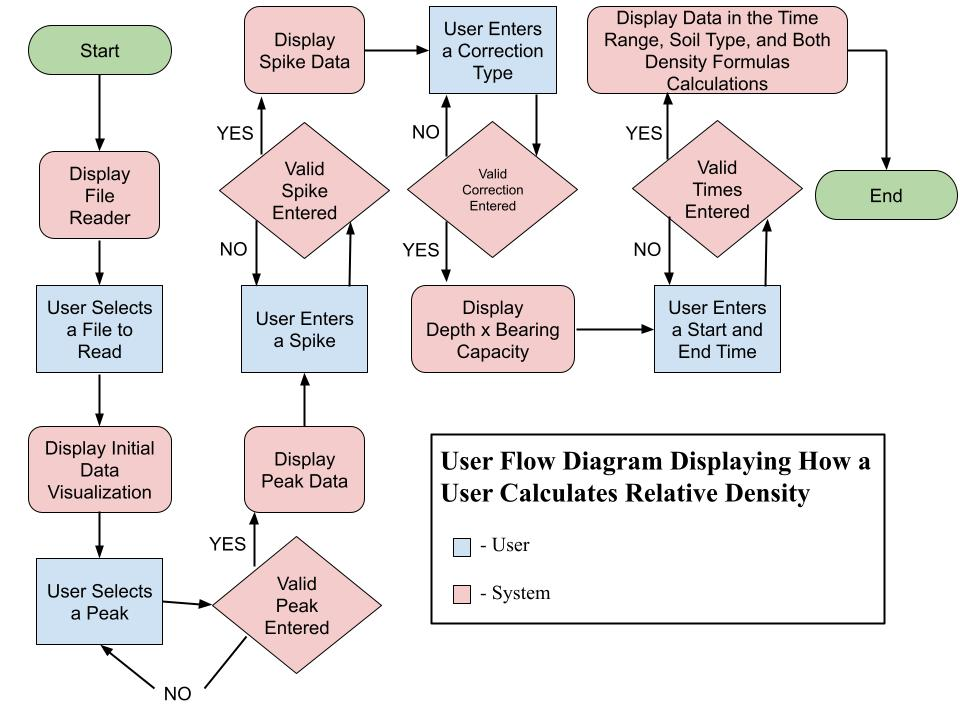 Start
Display
File
Reader
User Selects
a File to
Read
Display Initial
Data
Visualization
User Selects
a Peak
Valid
Peak
Entered
NO
YES
Display
Peak Data
User Enters
a Spike
Valid
Spike
Entered
NO
YES
Display
Spike Data
User Enters
a Correction
Type
Valid
Correction
Entered
NO
YES
Display
Depth x Bearing
Capacity
User Enters
a Start and
End Time
Valid
Times
Entered
NO
YES
Display Data in the Time
Range, Soil Type, and Both
Density Formulas
Calculations
End
User Flow Diagram Displaying How a
User Calculates Relative Density
- User
- System